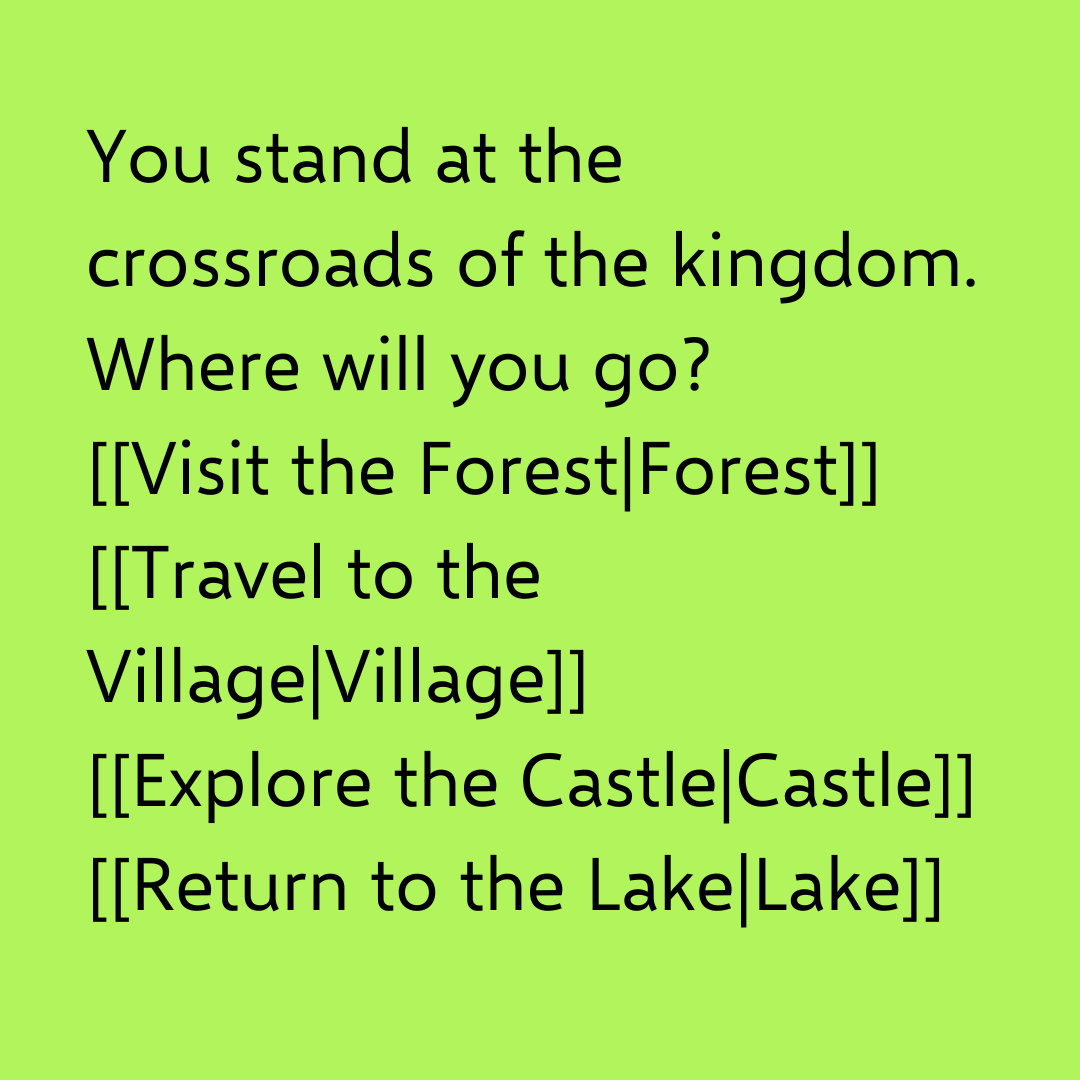 You stand at the
crossroads of the kingdom.
Where will you go?
[[Visit the Forest|Forest]]
[[Travel to the
Village|Village]]
[[Explore the Castle|Castle]]
[[Return to the Lake|Lake]]